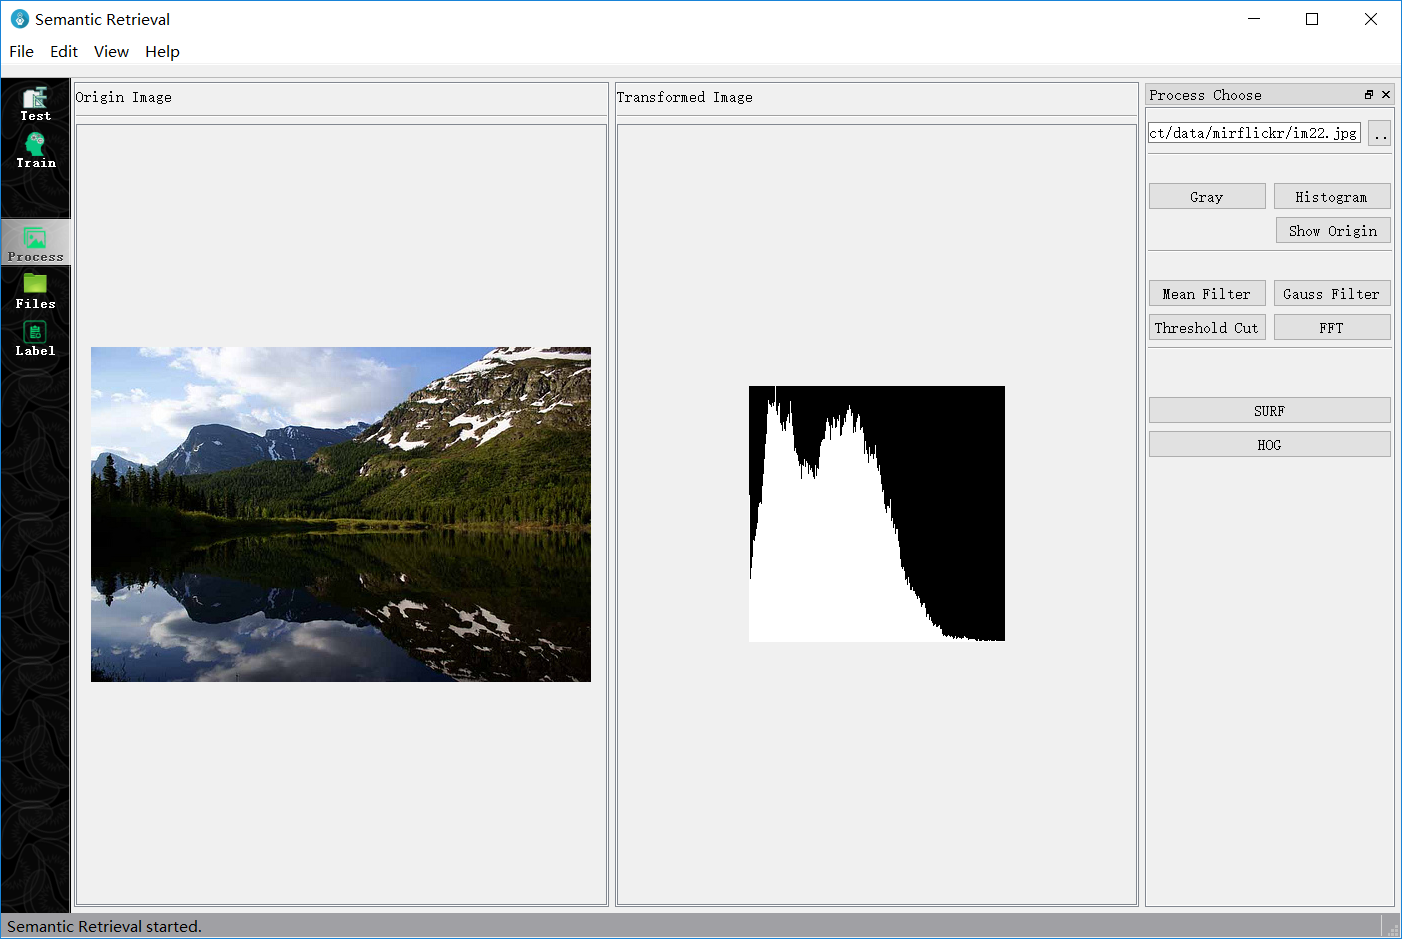 Semantic Retrieval
File Edit View Help
Test
Train
Process
Files
Label
Origin Image
Transformed Image
Process Choose
ct/data/mirflickr/im22.jpg ..
Gray Histogram
Show Origin
Mean Filter Gauss Filter
Threshold Cut FFT
SURF
HOG
Semantic Retrieval started.